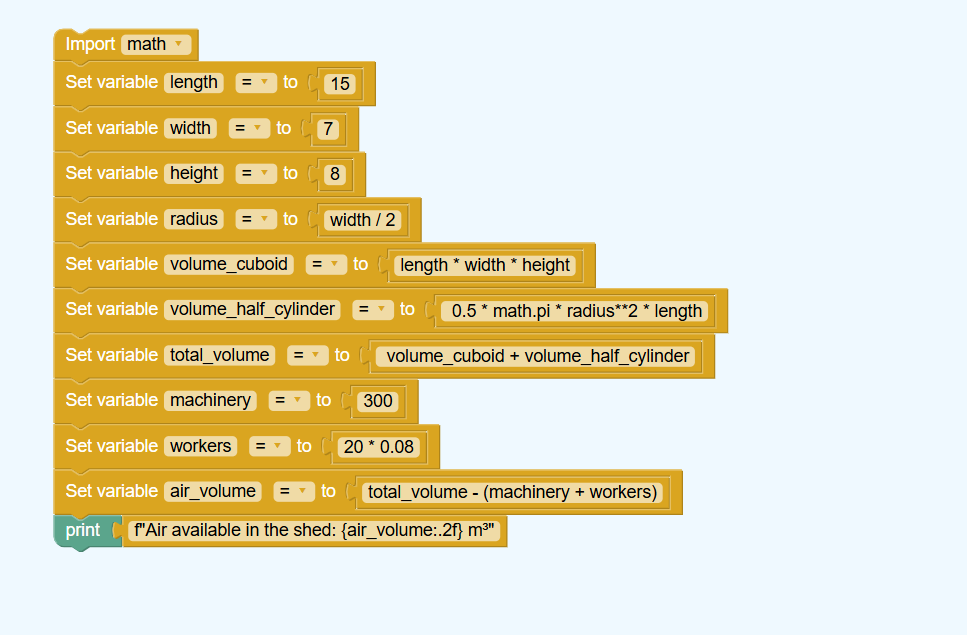 Import math
Set variable length = to 15
Set variable width = to 7
Set variable height = to 8
Set variable radius = to width / 2
Set variable volume_cuboid = to length * width * height
Set variable volume_half_cylinder = to 0.5 * math.pi * radius**2 * length
Set variable total_volume = to volume_cuboid + volume_half_cylinder
Set variable machinery = to 300
Set variable workers = to 20 * 0.08
Set variable air_volume = to total_volume - (machinery + workers)
print f"Air available in the shed: {air_volume:.2f} m³"